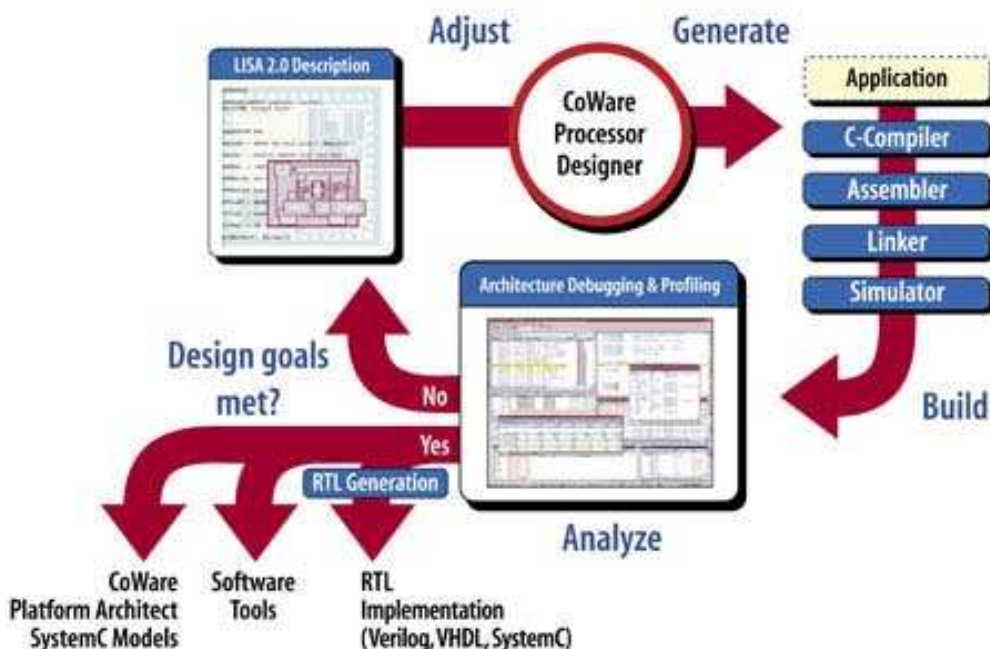 Adjust
Generate
LISA 2.0 Description
CoWare
Processor
Designer
Application
C-Compiler
Assembler
Linker
Simulator
Build
Architecture Debugging & Profiling
Analyze
Design goals
met?
No
Yes
RTL Generation
CoWare
Platform Architect
SystemC Models
Software
Tools
RTL
Implementation
(Verilog, VHDL, SystemC)